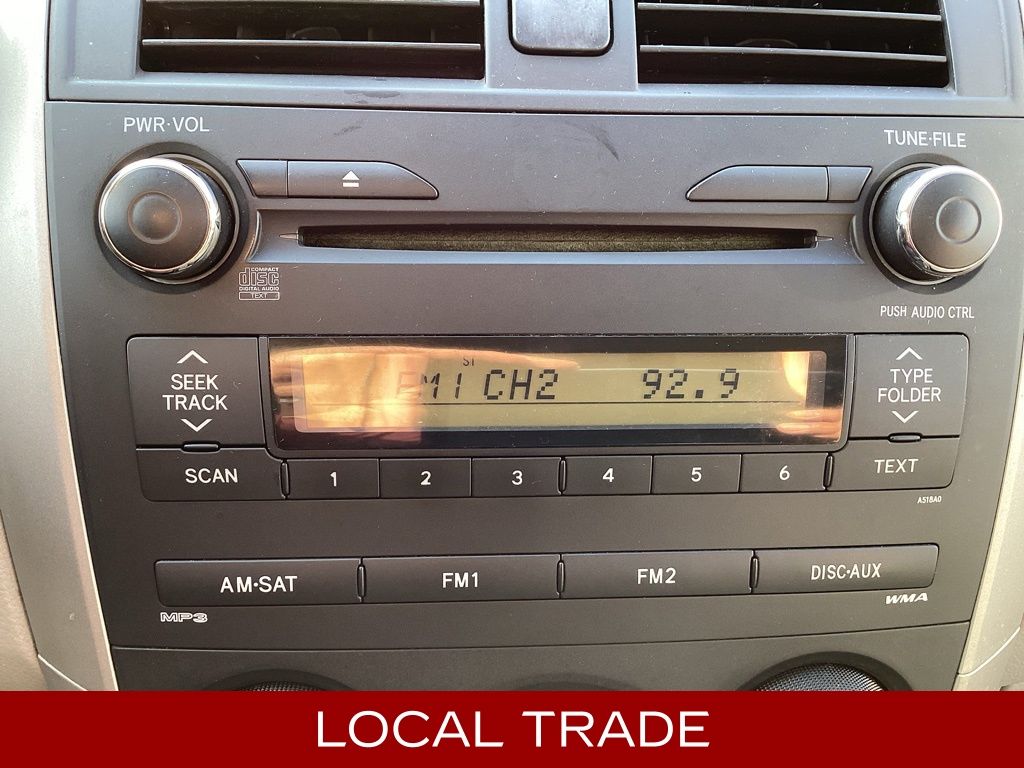 PWR·VOL
TUNE·FILE
COMPACT
disc
DIGITAL AUDIO
TEXT
PUSH AUDIO CTRL
SEEK
TRACK
ST
FM1 CH2 92.9
TYPE
FOLDER
SCAN
1 2 3 4 5 6
TEXT
A518A0
AM·SAT
FM1
FM2
DISC·AUX
MP3
WMA
LOCAL TRADE